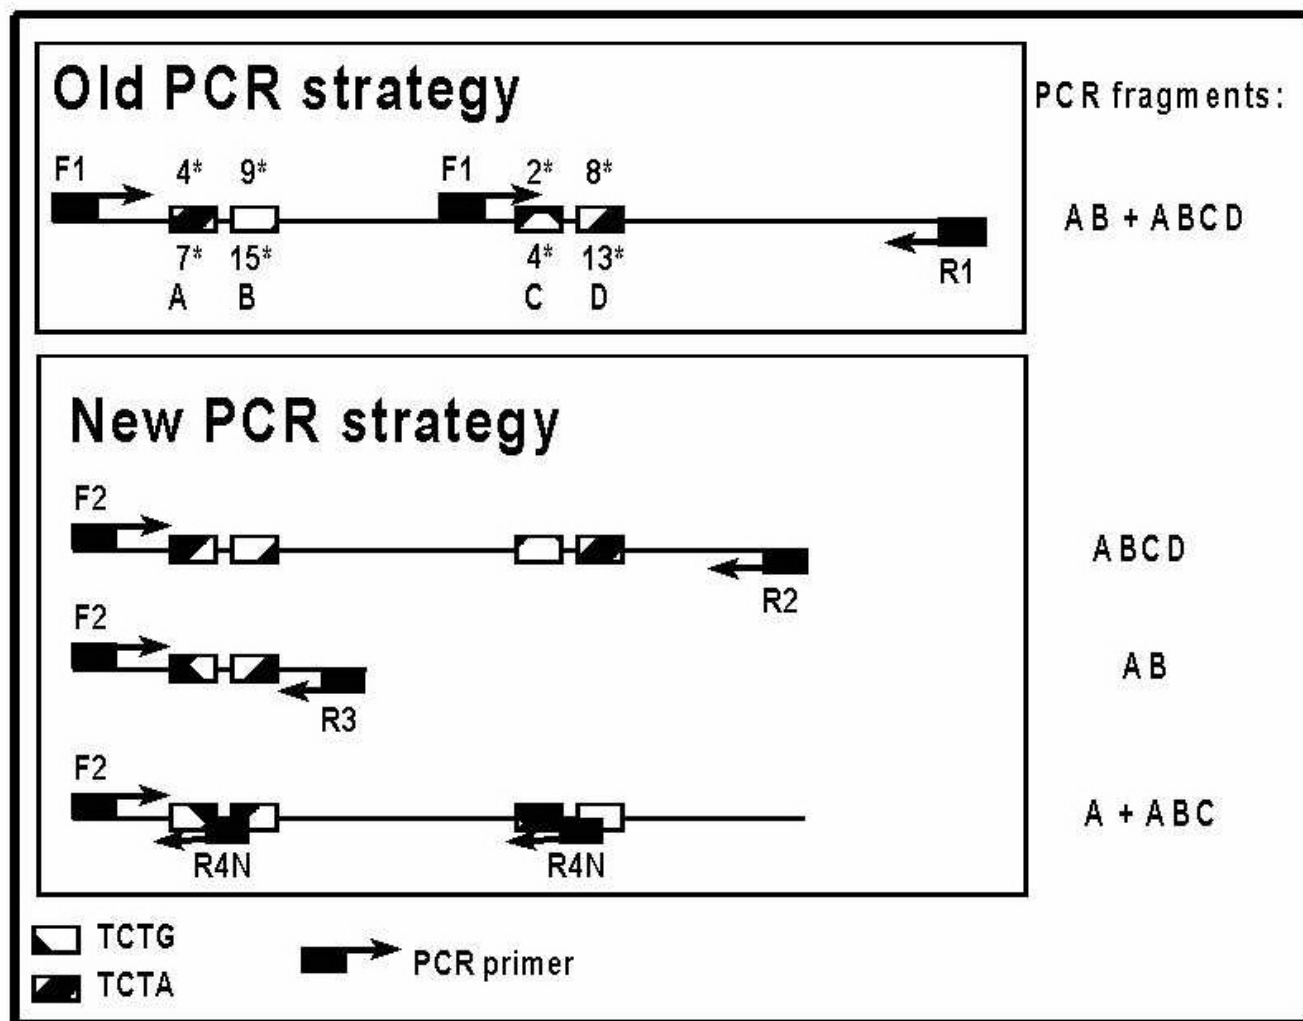 Old PCR strategy
PCR fragments:
F1 4* 9* F1 2* 8*
AB + ABCD
7* 15* 4* 13* R1
A B C D
New PCR strategy
F2
ABCD
R2
F2
AB
R3
F2
A + ABC
R4N R4N
TCTG
PCR primer
TCTA